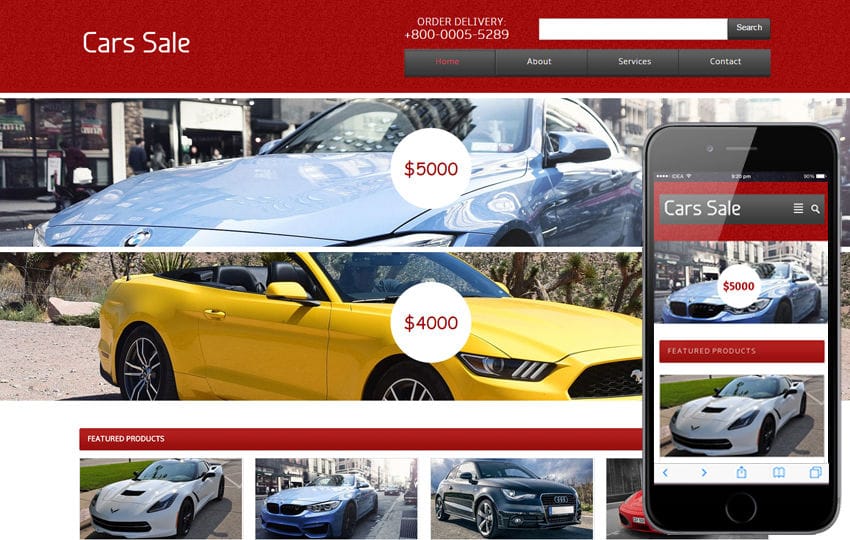 Cars Sale
ORDER DELIVERY:
+800-0005-5289
Search
Home
About
Services
Contact
$5000
$4000
FEATURED PRODUCTS
IDEA
9:20 pm
90%
Cars Sale
$5000
FEATURED PRODUCTS